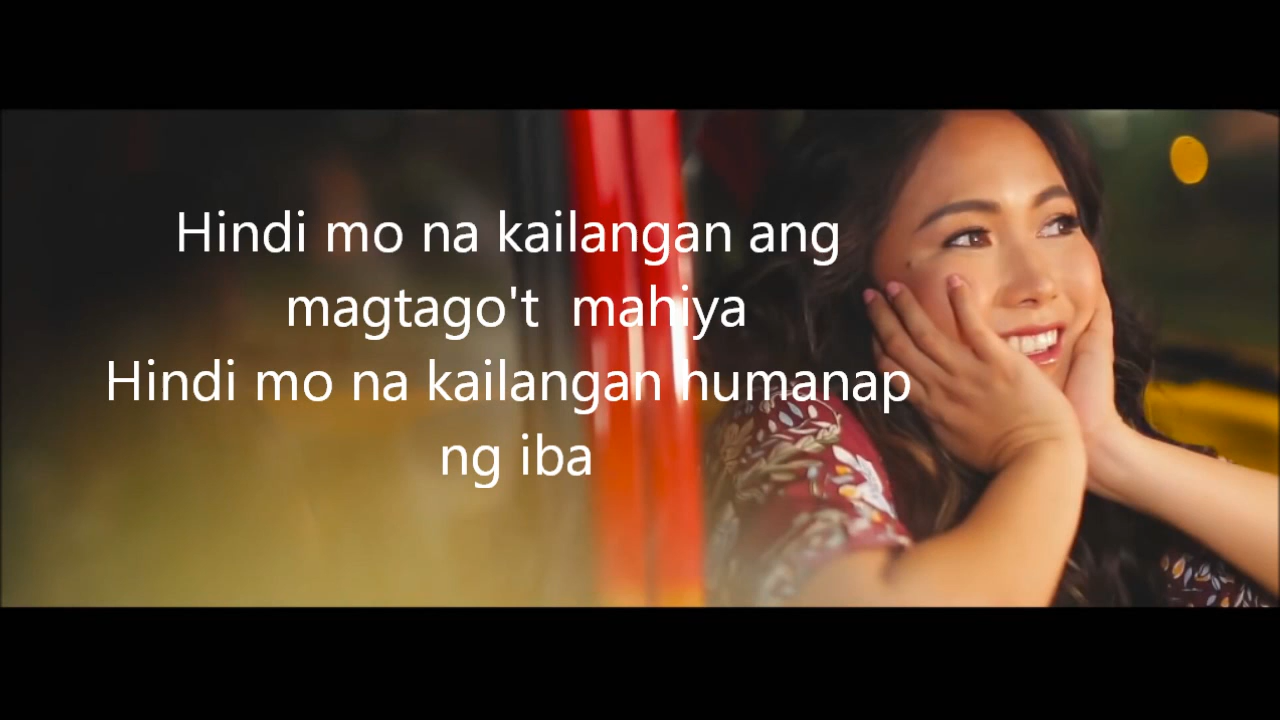 Hindi mo na kailangan ang
magtago't  mahiya
Hindi mo na kailangan humanap
ng iba